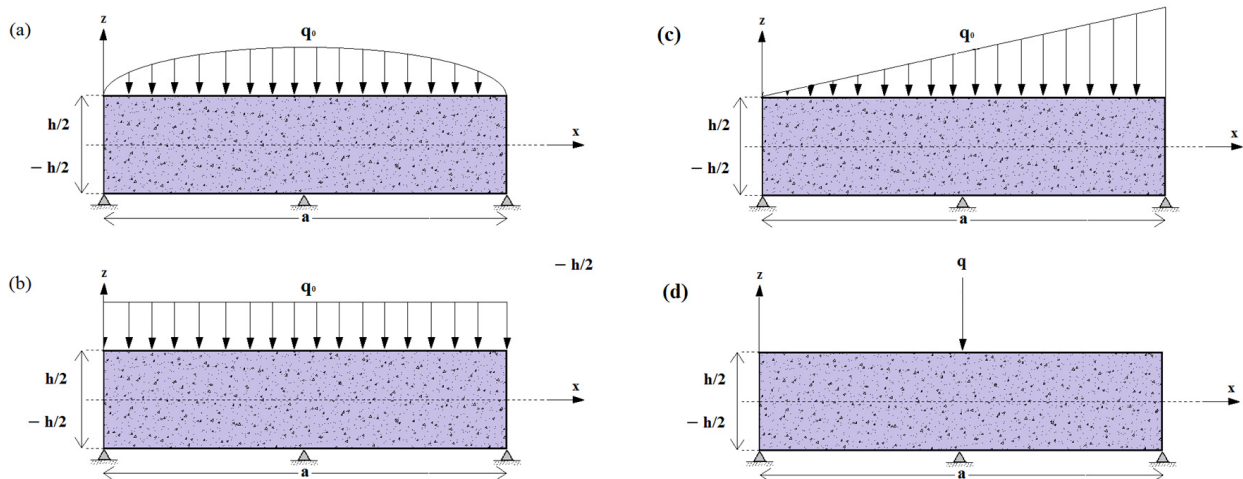 (a)
z
q₀
h/2
x
− h/2
a
(c)
z
q₀
h/2
x
− h/2
a
− h/2
(b)
z
q₀
h/2
x
− h/2
a
(d)
q
z
h/2
x
− h/2
a